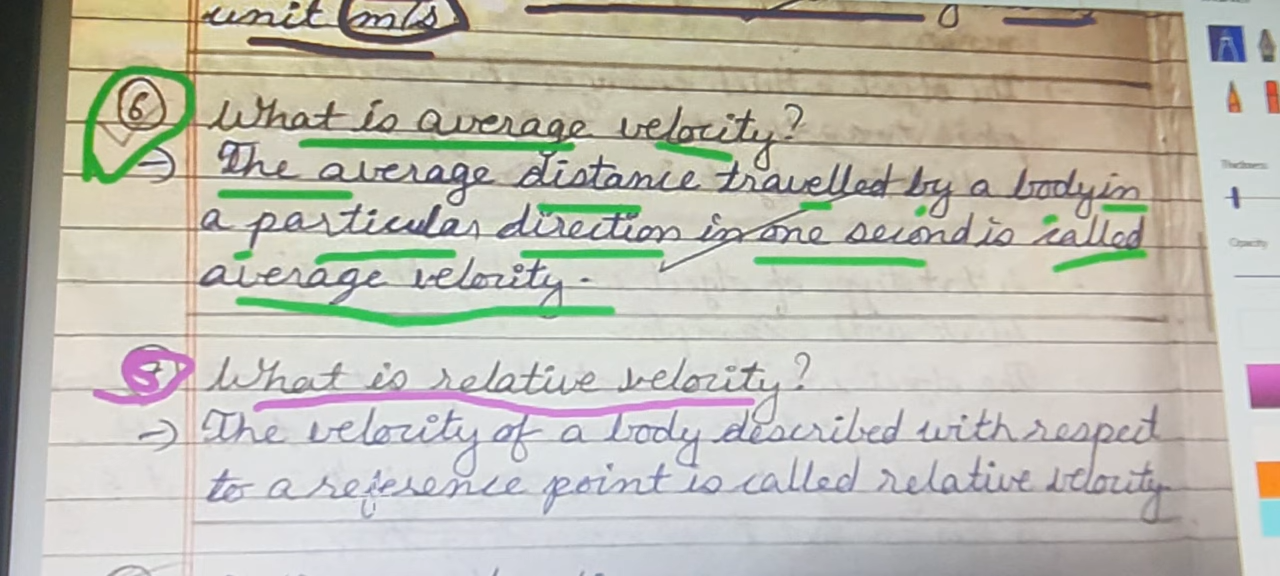 unit m/s
6 What is average velocity?
→ The average distance travelled by a body in
a particular direction in one second is called
average velocity.
What is relative velocity?
→ The velocity of a body described with respect
to a reference point is called relative velocity
Thickness
Opacity